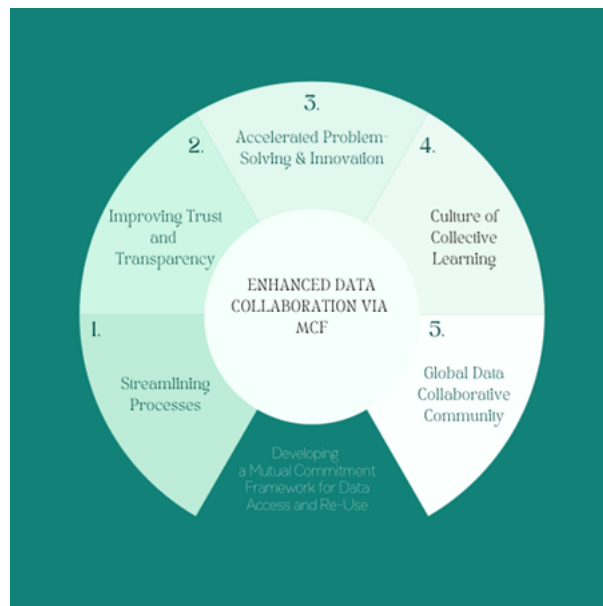 3.
Accelerated Problem-
Solving & Innovation
2.
4.
Improving Trust
and
Transparency
Culture of
Collective
Learning
ENHANCED DATA
COLLABORATION VIA
MCF
1.
Streamlining
Processes
5.
Global Data
Collaborative
Community
Developing
a Mutual Commitment
Framework for Data
Access and Re-Use